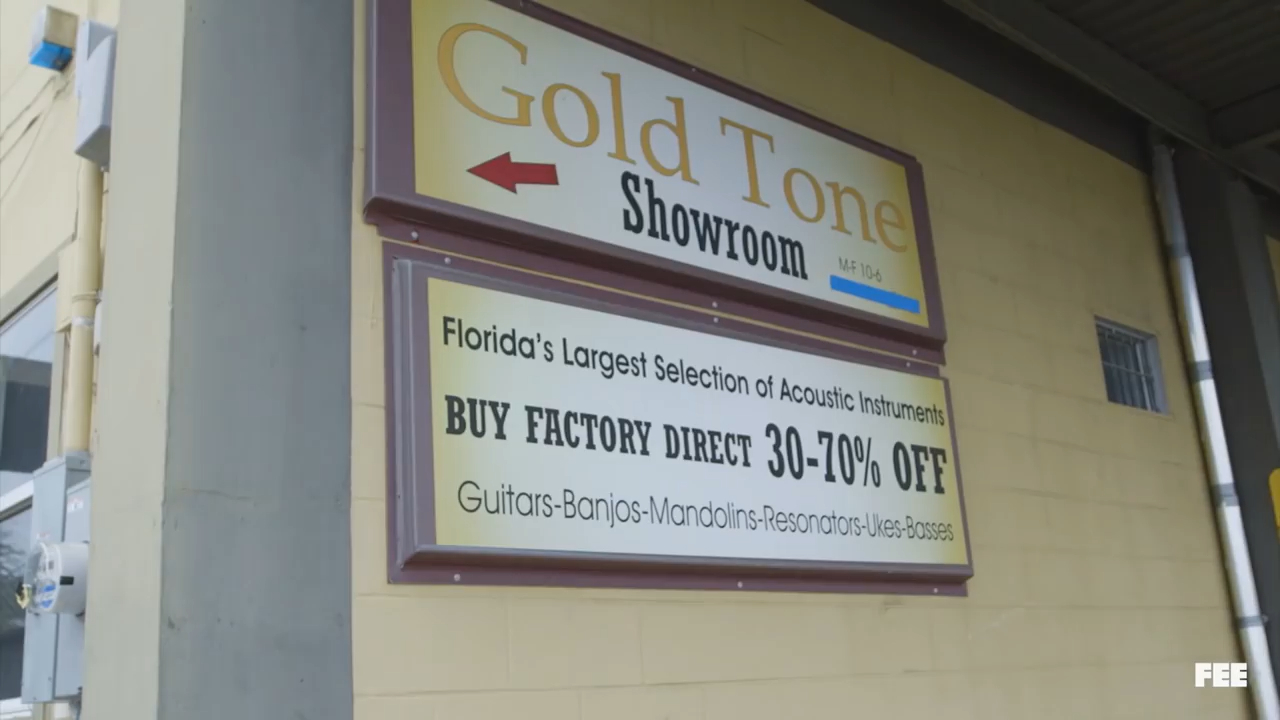 Gold Tone
Showroom
M-F 10-6
Florida's Largest Selection of Acoustic Instruments
BUY FACTORY DIRECT 30-70% OFF
Guitars-Banjos-Mandolins-Resonators-Ukes-Basses
FEE